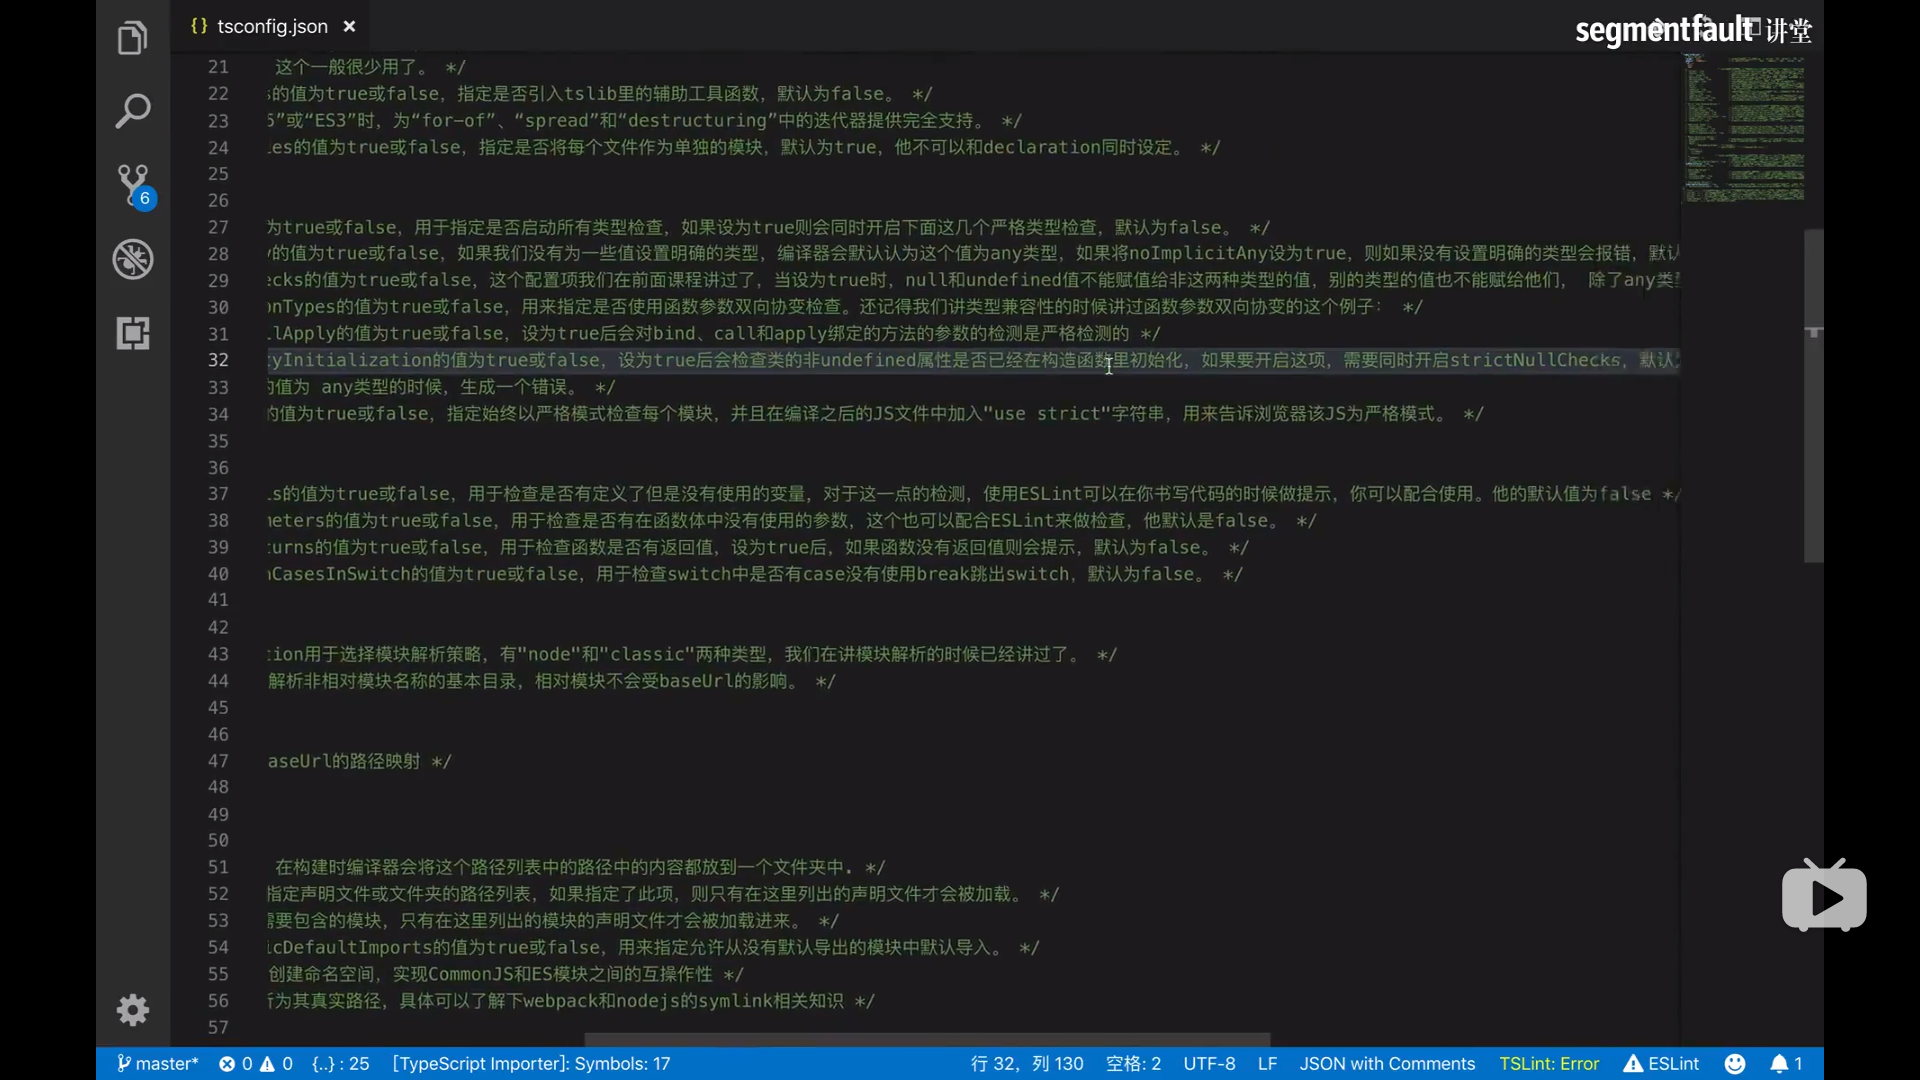 tsconfig.json
segmentfault 讲堂
21 这个一般很少用了。 */
22 s的值为true或false，指定是否引入tslib里的辅助工具函数，默认为false。 */
23 5”或“ES3”时，为“for-of”、“spread”和“destructuring”中的迭代器提供完全支持。 */
24 les的值为true或false，指定是否将每个文件作为单独的模块，默认为true，他不可以和declaration同时设定。 */
25
26
27 为true或false，用于指定是否启动所有类型检查，如果设为true则会同时开启下面这几个严格类型检查，默认为false。 */
28 y的值为true或false，如果我们没有为一些值设置明确的类型，编译器会默认认为这个值为any类型，如果将noImplicitAny设为true，则如果没有设置明确的类型会报错，默认
29 ecks的值为true或false，这个配置项我们在前面课程讲过了，当设为true时，null和undefined值不能赋值给非这两种类型的值，别的类型的值也不能赋给他们， 除了any类型
30 onTypes的值为true或false，用来指定是否使用函数参数双向协变检查。还记得我们讲类型兼容性的时候讲过函数参数双向协变的这个例子： */
31 llApply的值为true或false，设为true后会对bind、call和apply绑定的方法的参数的检测是严格检测的 */
32 tyInitialization的值为true或false，设为true后会检查类的非undefined属性是否已经在构造函数里初始化，如果要开启这项，需要同时开启strictNullChecks，默认为
33 的值为 any类型的时候，生成一个错误。 */
34 的值为true或false，指定始终以严格模式检查每个模块，并且在编译之后的JS文件中加入"use strict"字符串，用来告诉浏览器该JS为严格模式。 */
35
36
37 ls的值为true或false，用于检查是否有定义了但是没有使用的变量，对于这一点的检测，使用ESLint可以在你书写代码的时候做提示，你可以配合使用。他的默认值为false */
38 meters的值为true或false，用于检查是否有在函数体中没有使用的参数，这个也可以配合ESLint来做检查，他默认是false。 */
39 turns的值为true或false，用于检查函数是否有返回值，设为true后，如果函数没有返回值则会提示，默认为false。 */
40 hCasesInSwitch的值为true或false，用于检查switch中是否有case没有使用break跳出switch，默认为false。 */
41
42
43 tion用于选择模块解析策略，有"node"和"classic"两种类型，我们在讲模块解析的时候已经讲过了。 */
44 解析非相对模块名称的基本目录，相对模块不会受baseUrl的影响。 */
45
46
47 aseUrl的路径映射 */
48
49
50
51 在构建时编译器会将这个路径列表中的路径中的内容都放到一个文件夹中. */
52 指定声明文件或文件夹的路径列表，如果指定了此项，则只有在这里列出的声明文件才会被加载。 */
53 需要包含的模块，只有在这里列出的模块的声明文件才会被加载进来。 */
54 icDefaultImports的值为true或false，用来指定允许从没有默认导出的模块中默认导入。 */
55 创建命名空间，实现CommonJS和ES模块之间的互操作性 */
56 析为其真实路径，具体可以了解下webpack和nodejs的symlink相关知识 */
57
6
master* 0 0 {..} : 25 [TypeScript Importer]: Symbols: 17 行 32，列 130 空格: 2 UTF-8 LF JSON with Comments TSLint: Error ESLint 1